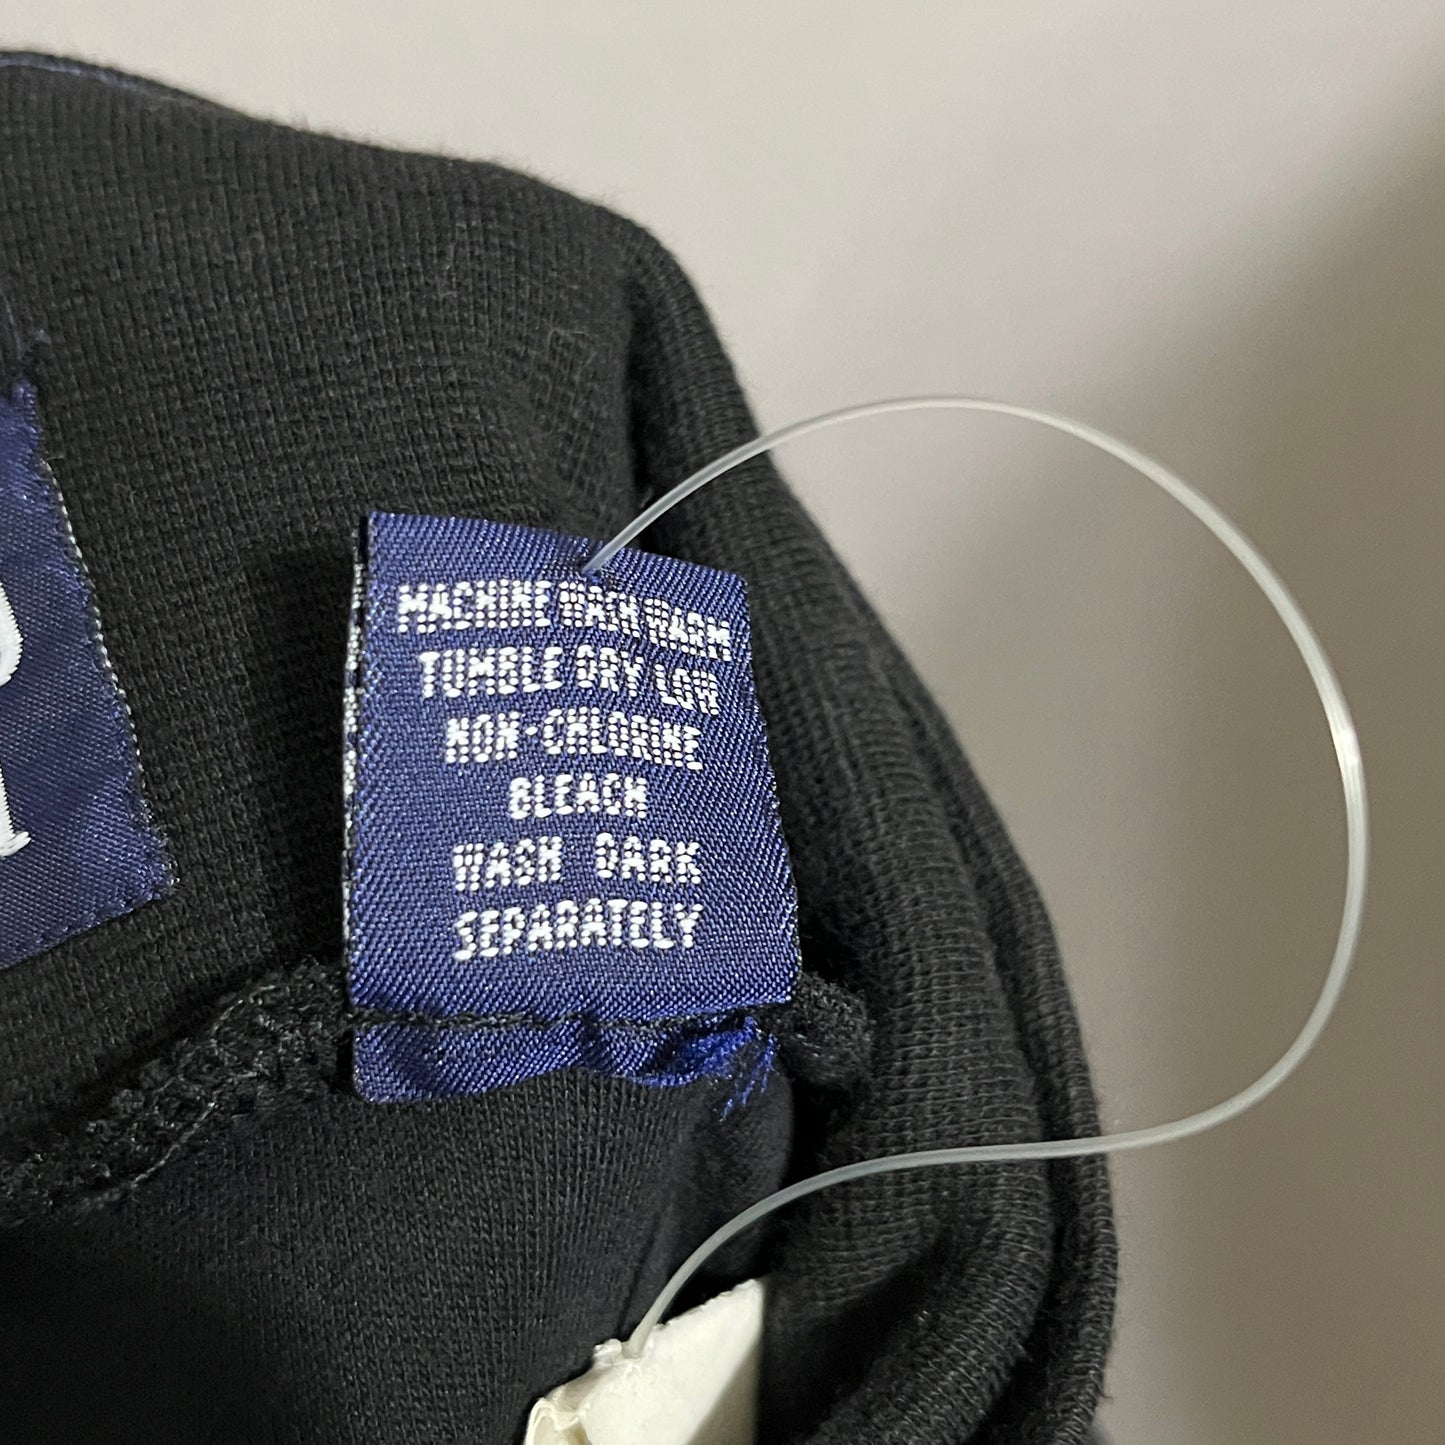 MACHINE WASH WARM
TUMBLE DRY LOW
NON-CHLORINE
BLEACH
WASH DARK
SEPARATELY